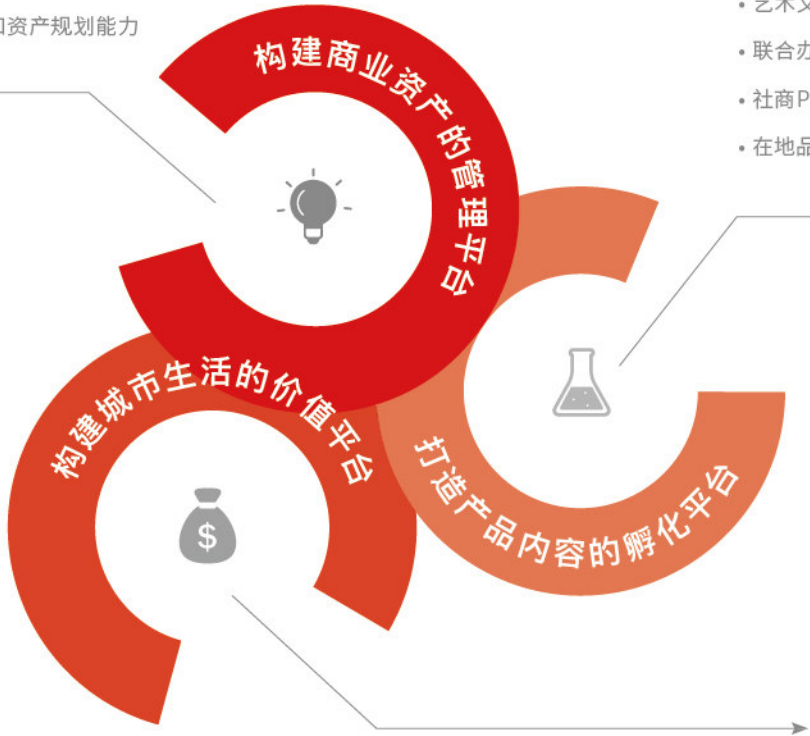 资产规划能力
构建商业资产的管理平台
艺术
• 联合
• 社商P
• 在地品
构建城市生活的价值平台
打造产品内容的孵化平台
$